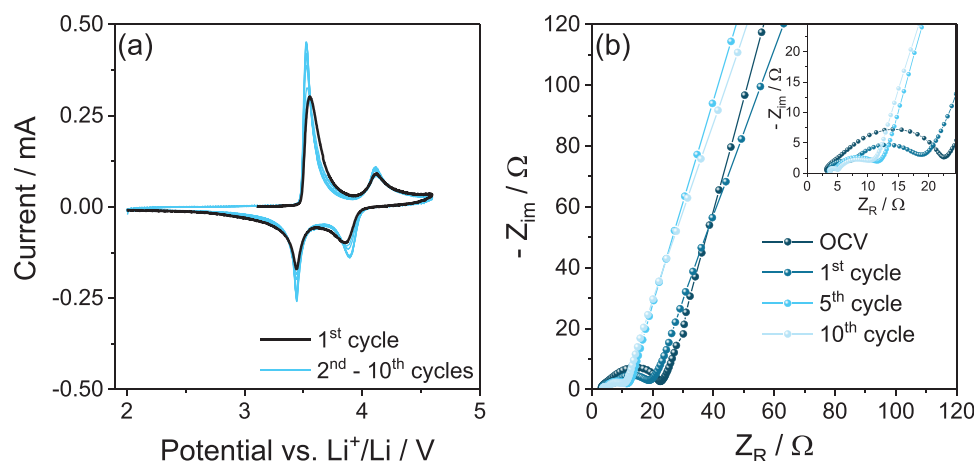 (a)
0.50
0.25
0.00
-0.25
-0.50
Current / mA
1st cycle
2nd - 10th cycles
2
3
4
5
Potential vs. Li+/Li / V
(b)
120
100
80
60
40
20
0
- Zim / Ω
OCV
1st cycle
5th cycle
10th cycle
0
20
40
60
80
100
120
ZR / Ω
20
15
10
5
0
- Zim / Ω
0
5
10
15
20
ZR / Ω